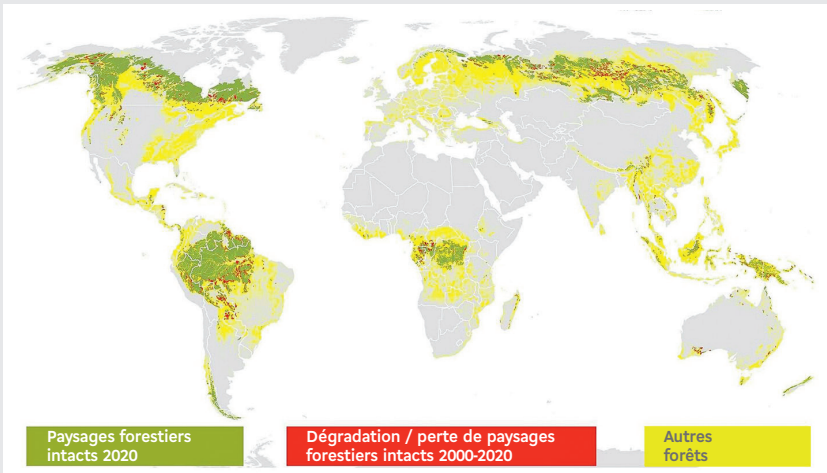 Paysages forestiers
intacts 2020
Dégradation / perte de paysages
forestiers intacts 2000-2020
Autres
forêts